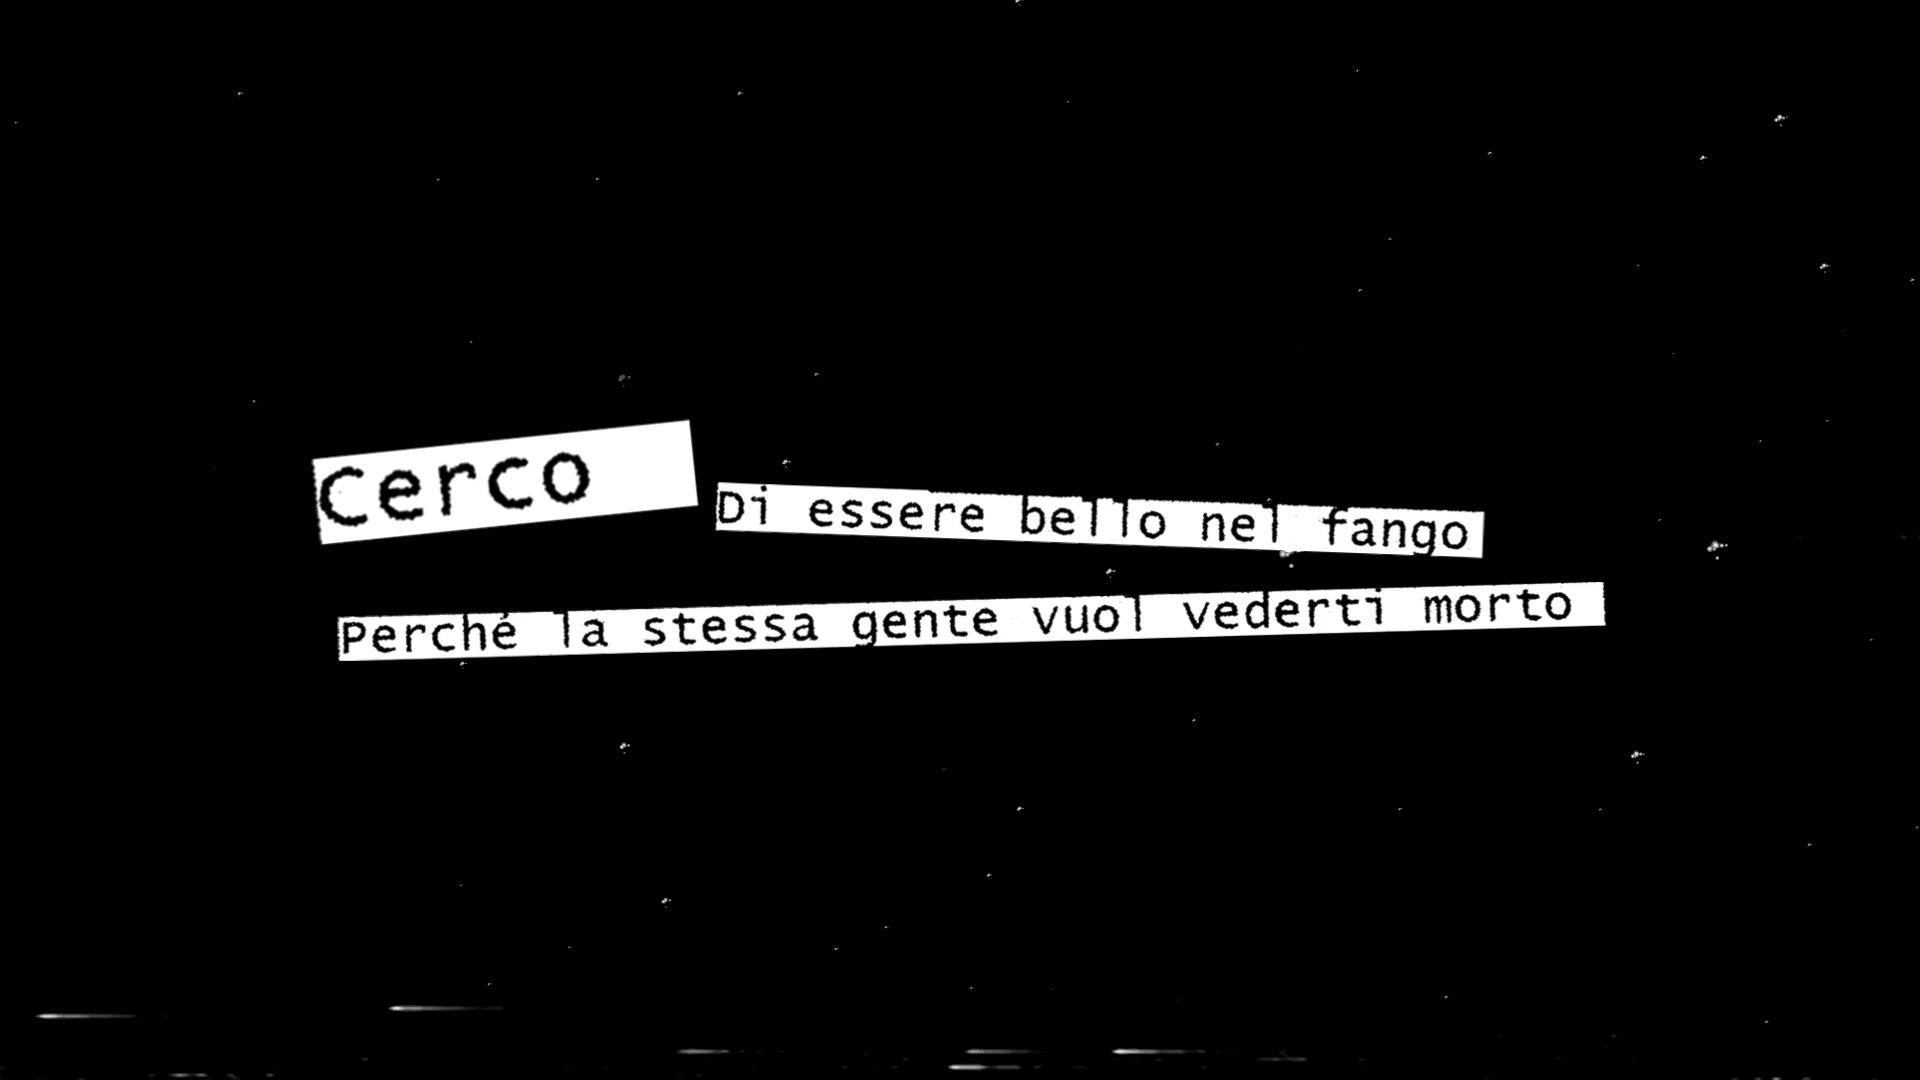 Cerco Di essere bello nel fango
Perché la stessa gente vuol vederti morto